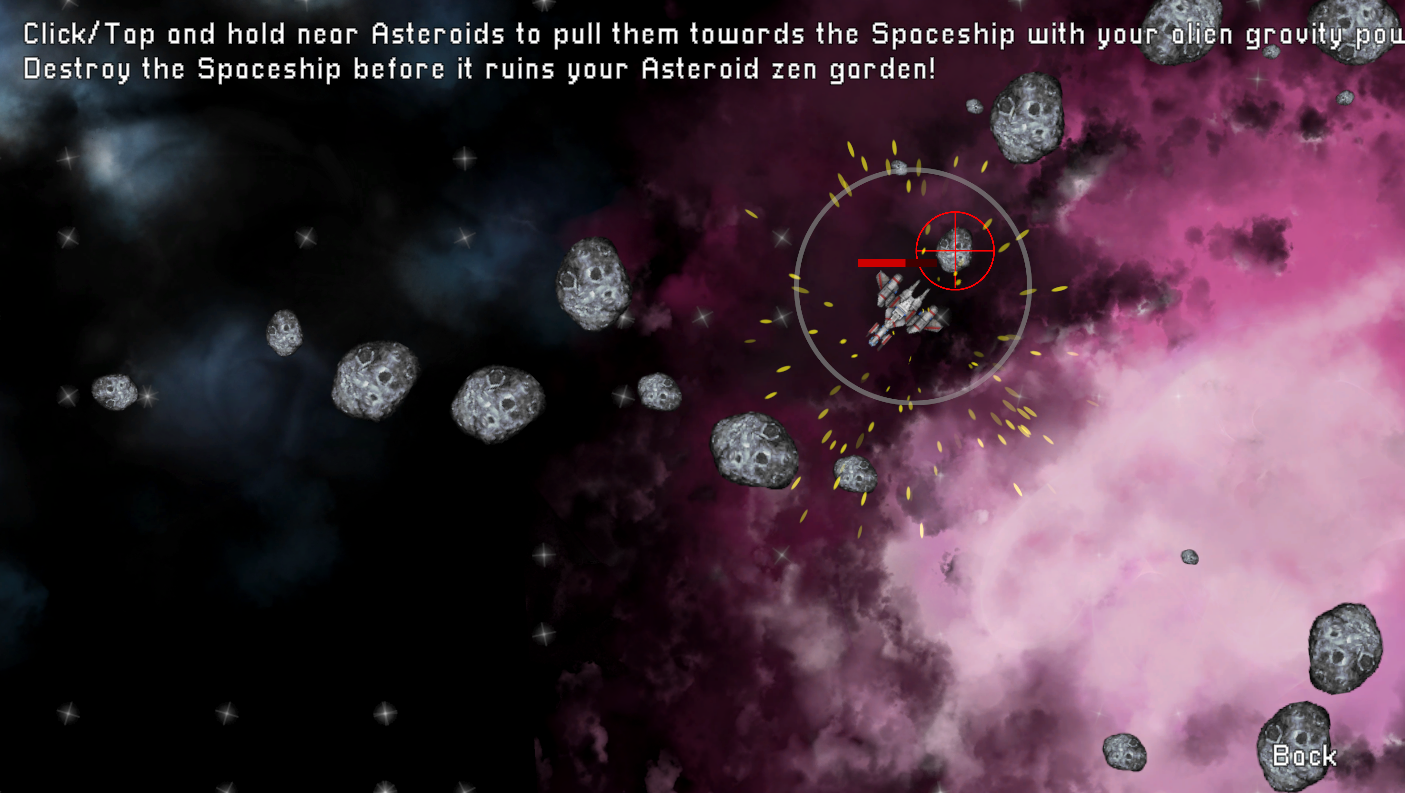 Click/Tap and hold near Asteroids to pull them towards the Spaceship with your alien gravity pow
Destroy the Spaceship before it ruins your Asteroid zen garden!
Back